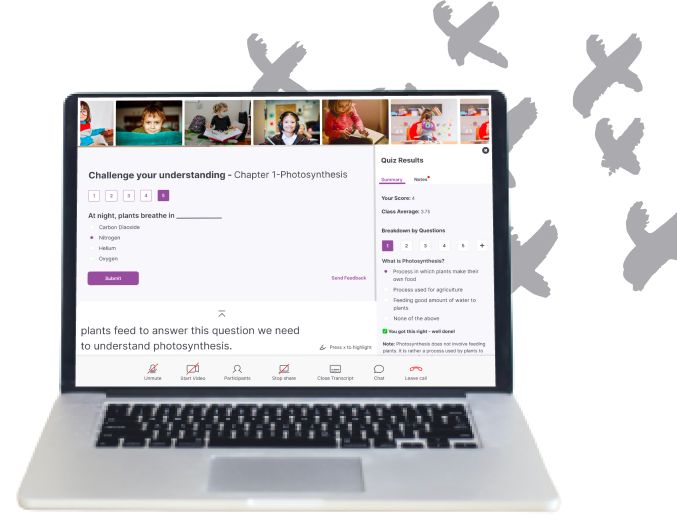 Challenge your understanding - Chapter 1-Photosynthesis
1 2 3 4 5
At night, plants breathe in ____________
Carbon Diaoxide
Nitrogen
Helium
Oxygen
Submit
Send Feedback
plants feed to answer this question we need
to understand photosynthesis.
Press x to highlight
Quiz Results
Summary Notes
Your Score: 4
Class Average: 3.75
Breakdown by Questions
1 2 3 4 5 +
What is Photosynthesis?
Process in which plants make their
own food
Process used for agriculture
Feeding good amount of water to
plants
None of the above
You got this right - well done!
Note: Photosynthesis does not involve feeding
plants. It is rather a process used by plants to
Unmute Start Video Participants Stop share Close Transcript Chat Leave call